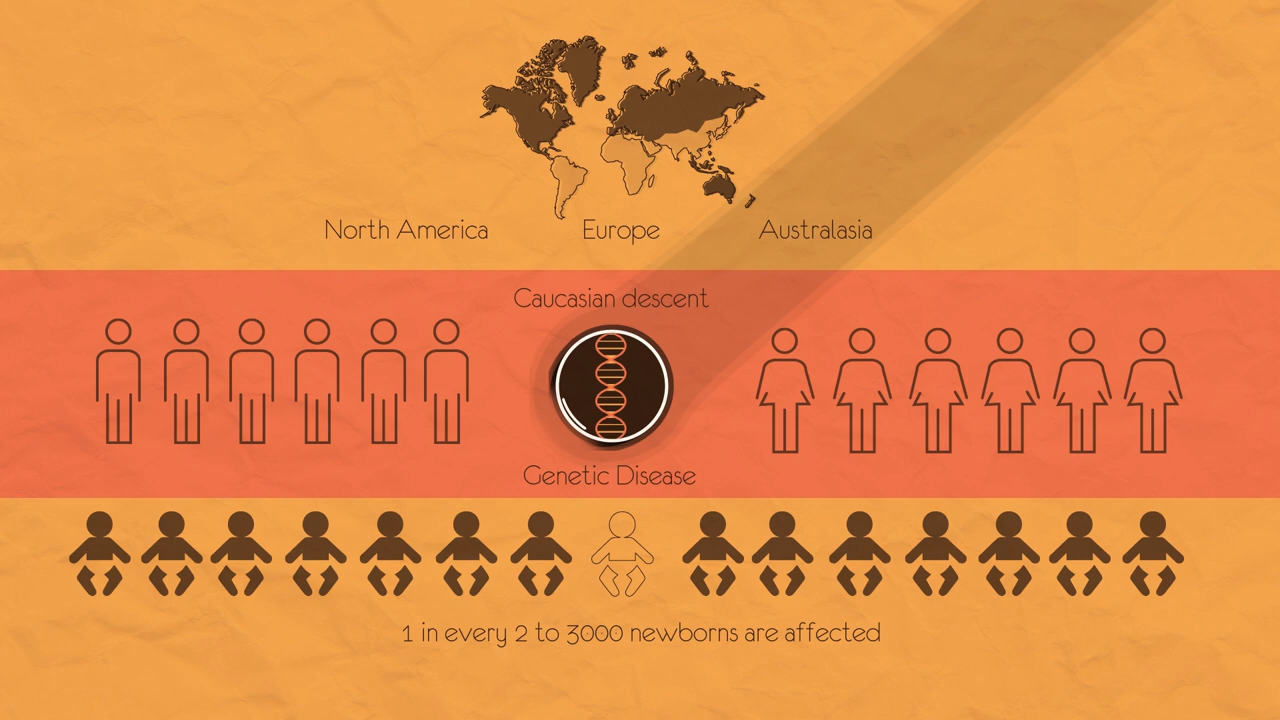 North America
Europe
Australasia
Caucasian descent
Genetic Disease
1 in every 2 to 3000 newborns are affected